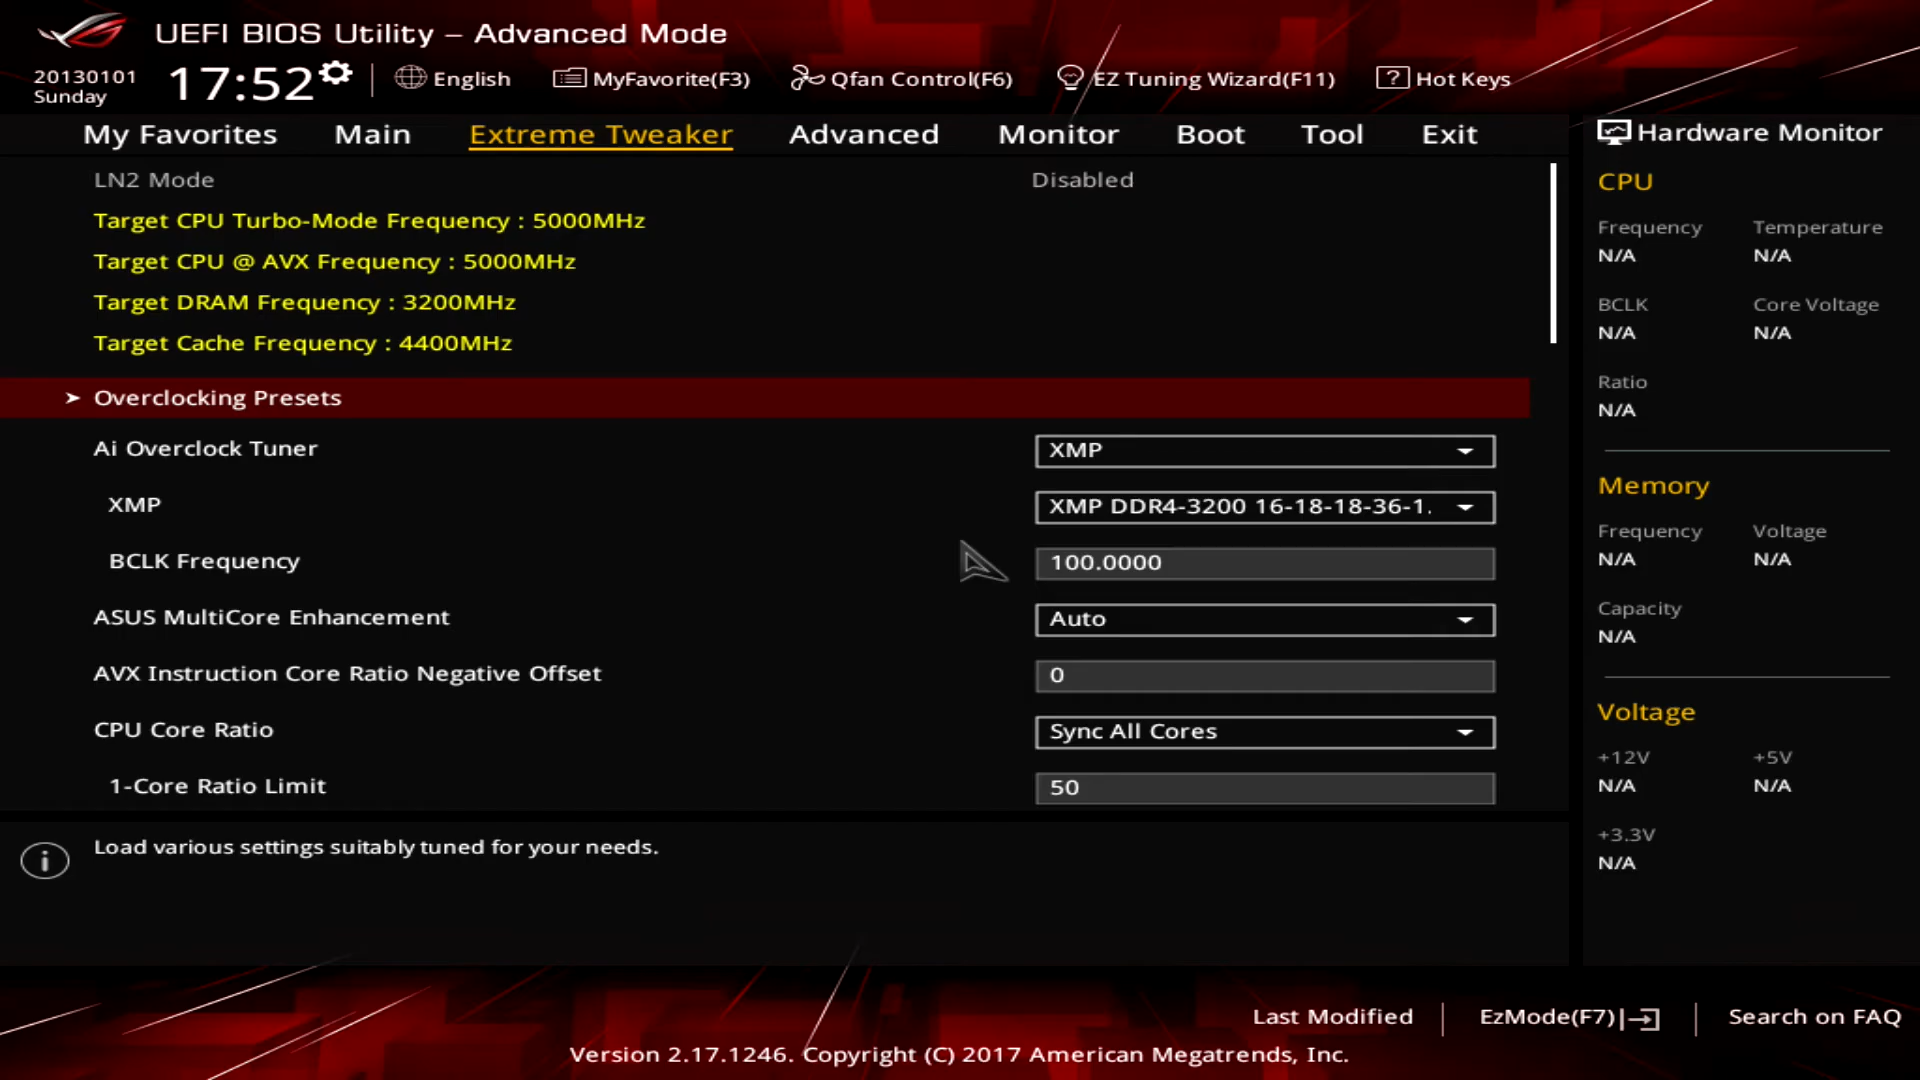 UEFI BIOS Utility – Advanced Mode
20130101
Sunday
17:52
English
MyFavorite(F3)
Qfan Control(F6)
EZ Tuning Wizard(F11)
? Hot Keys
My Favorites
Main
Extreme Tweaker
Advanced
Monitor
Boot
Tool
Exit
LN2 Mode Disabled
Target CPU Turbo-Mode Frequency : 5000MHz
Target CPU @ AVX Frequency : 5000MHz
Target DRAM Frequency : 3200MHz
Target Cache Frequency : 4400MHz
Overclocking Presets
Ai Overclock Tuner XMP
XMP XMP DDR4-3200 16-18-18-36-1.
BCLK Frequency 100.0000
ASUS MultiCore Enhancement Auto
AVX Instruction Core Ratio Negative Offset 0
CPU Core Ratio Sync All Cores
1-Core Ratio Limit 50
Load various settings suitably tuned for your needs.
Hardware Monitor
CPU
Frequency Temperature
N/A N/A
BCLK Core Voltage
N/A N/A
Ratio
N/A
Memory
Frequency Voltage
N/A N/A
Capacity
N/A
Voltage
+12V +5V
N/A N/A
+3.3V
N/A
Last Modified
EzMode(F7)
Search on FAQ
Version 2.17.1246. Copyright (C) 2017 American Megatrends, Inc.